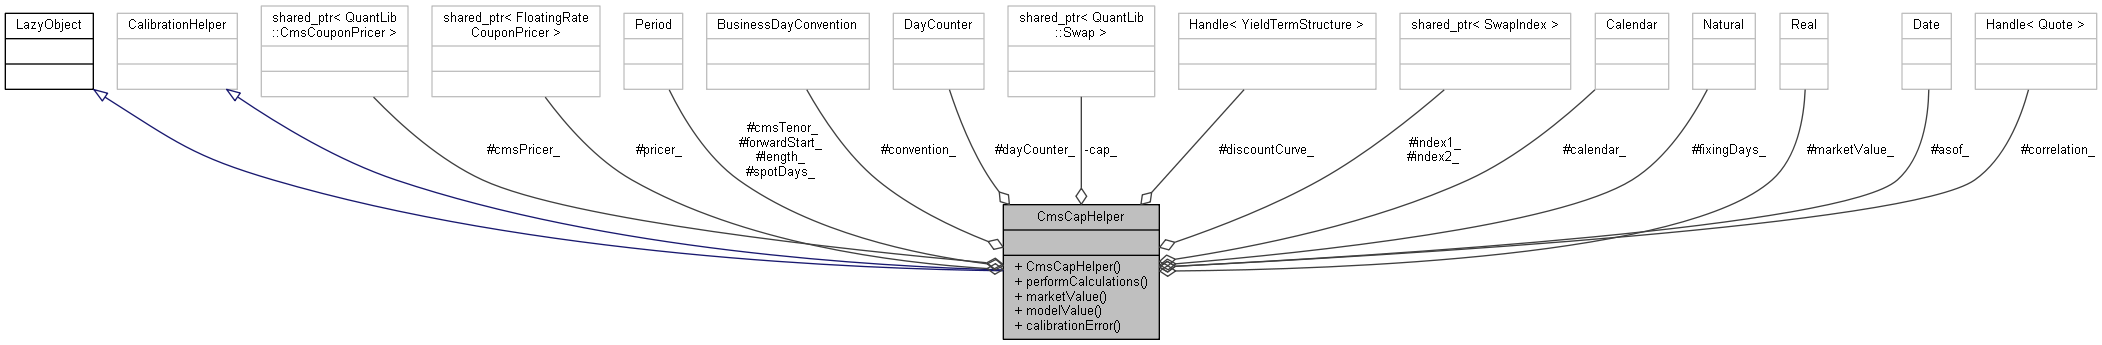 LazyObject
CalibrationHelper
shared_ptr< QuantLib
::CmsCouponPricer >
shared_ptr< FloatingRate
CouponPricer >
Period
BusinessDayConvention
DayCounter
shared_ptr< QuantLib
::Swap >
Handle< YieldTermStructure >
shared_ptr< SwapIndex >
Calendar
Natural
Real
Date
Handle< Quote >
#cmsPricer_
#pricer_
#cmsTenor_
#forwardStart_
#length_
#spotDays_
#convention_
#dayCounter_
-cap_
#discountCurve_
#index1_
#index2_
#calendar_
#fixingDays_
#marketValue_
#asof_
#correlation_
CmsCapHelper
+ CmsCapHelper()
+ performCalculations()
+ marketValue()
+ modelValue()
+ calibrationError()